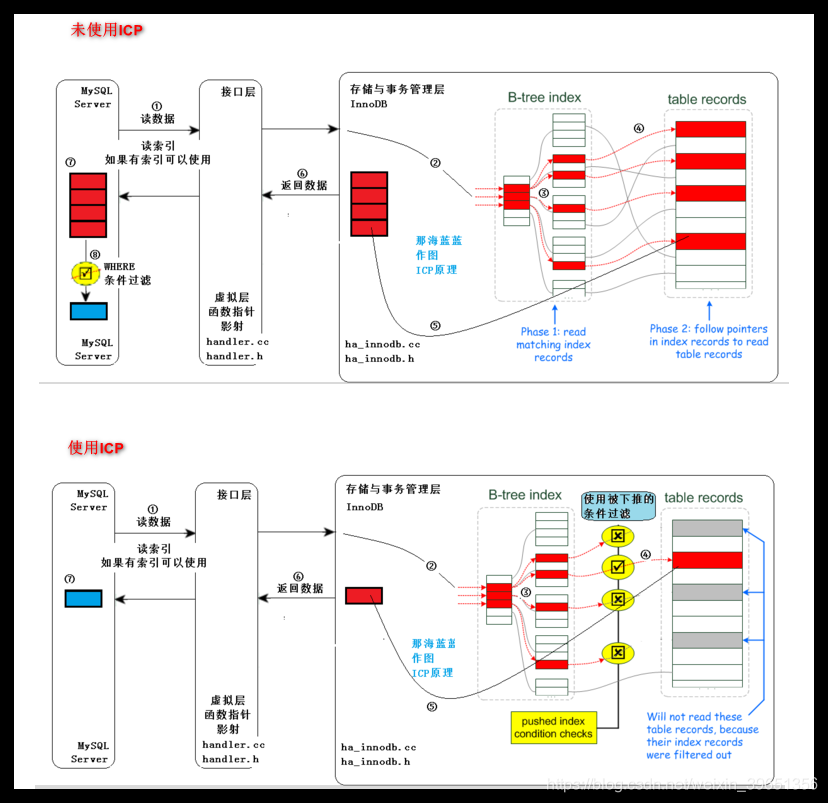 未使用ICP
MySQL
Server
①
读数据
读索引
如果有索引可以使用
⑦
⑧
WHERE
条件过滤
MySQL
Server
接口层
⑥
返回数据
虚拟层
函数指针
影射
handler.cc
handler.h
存储与事务管理层
InnoDB
②
那海蓝蓝
作图
ICP原理
⑤
ha_innodb.cc
ha_innodb.h
B-tree index
③
④
table records
Phase 1: read
matching index
records
Phase 2: follow pointers
in index records to read
table records
使用ICP
MySQL
Server
①
读数据
读索引
如果有索引可以使用
⑦
MySQL
Server
接口层
⑥
返回数据
虚拟层
函数指针
影射
handler.cc
handler.h
存储与事务管理层
InnoDB
②
那海蓝蓝
作图
ICP原理
⑤
ha_innodb.cc
ha_innodb.h
B-tree index
③
使用被下推的
条件过滤
④
table records
pushed index
condition checks
Will not read these
table records, because
their index records
were filtered out
https://blog.csdn.net/weixin_39651356